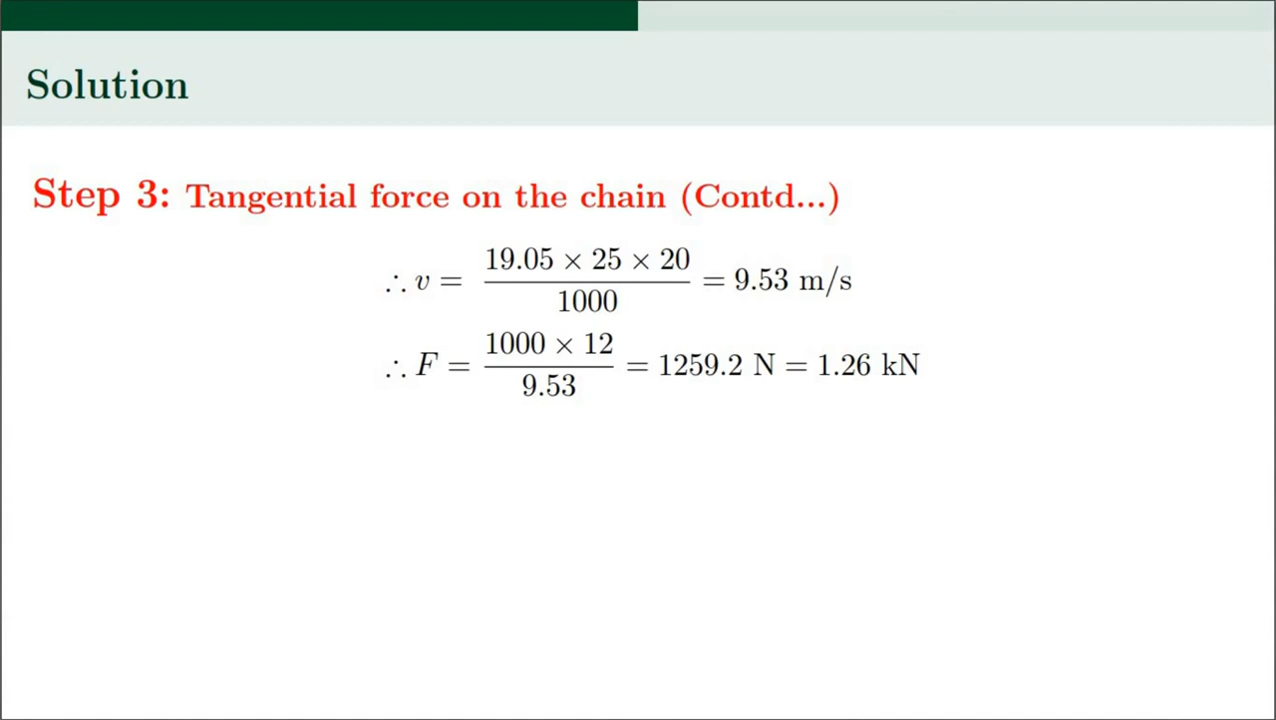 Solution
Step 3: Tangential force on the chain (Contd...)
∴ v = 19.05 × 25 × 20 / 1000 = 9.53 m/s
∴ F = 1000 × 12 / 9.53 = 1259.2 N = 1.26 kN